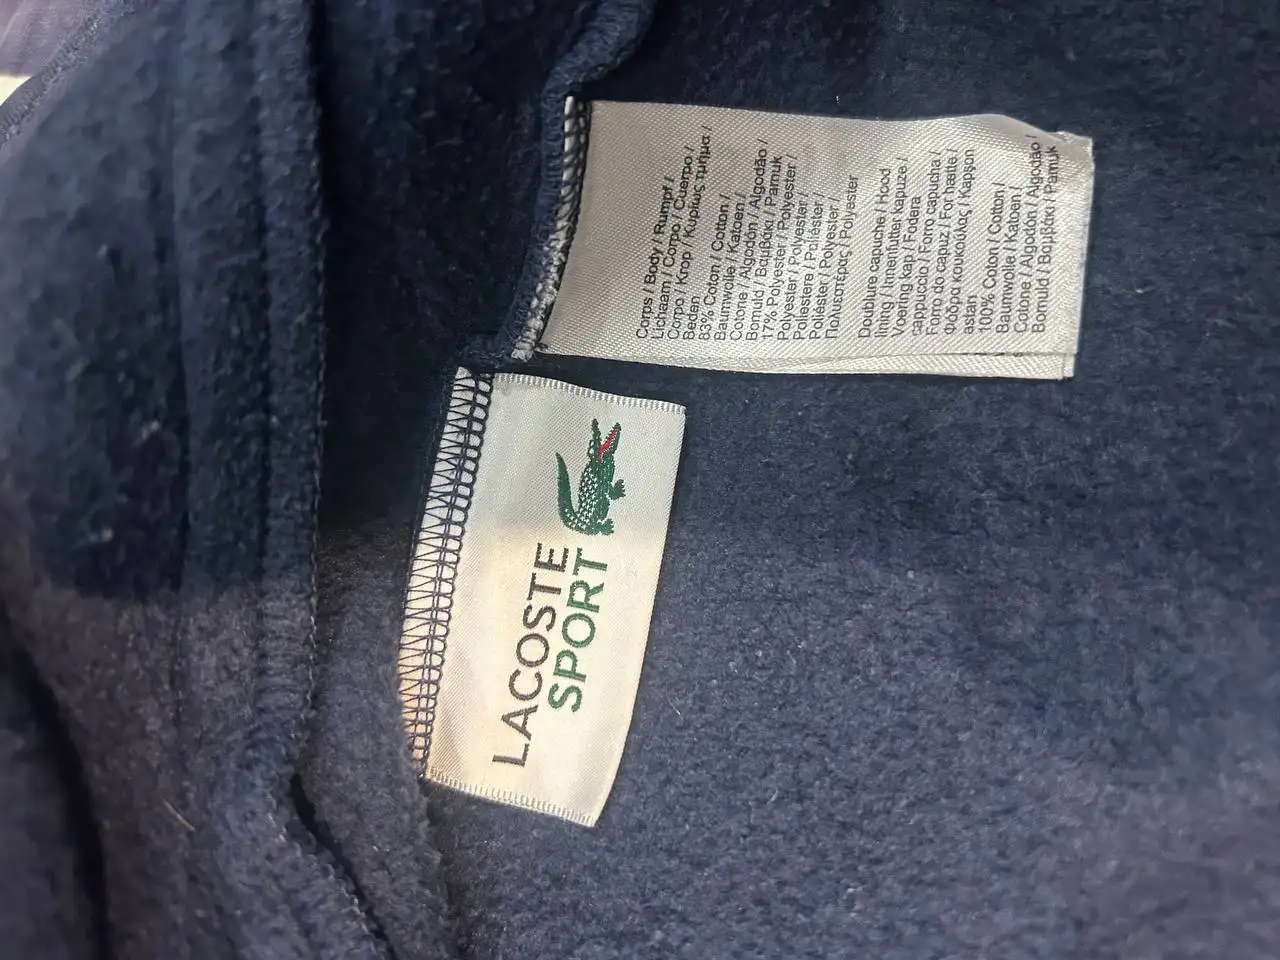 Corps / Body / Rumpf /
Lichaam / Corpo / Cuerpo /
Corpo / Krop / Κυρίως τμήμα /
Beden
83% Coton / Cotton /
Baumwolle / Katoen /
Cotone / Algodón / Algodão /
Bomuld / Βαμβάκι / Pamuk
17% Polyester / Polyester /
Polyester / Polyester /
Poliestere / Poliéster /
Poliéster / Polyester /
Πολυεστέρας / Polyester
Doublure capuche / Hood
lining / Innenfutter kapuze /
Voering kap / Fodera
cappuccio / Forro capucha /
Forro do capuz / For hætte /
Φόδρα κουκούλας / Kapşon
astarı
100% Coton / Cotton /
Baumwolle / Katoen /
Cotone / Algodón / Algodão /
Bomuld / Βαμβάκι / Pamuk
LACOSTE
SPORT